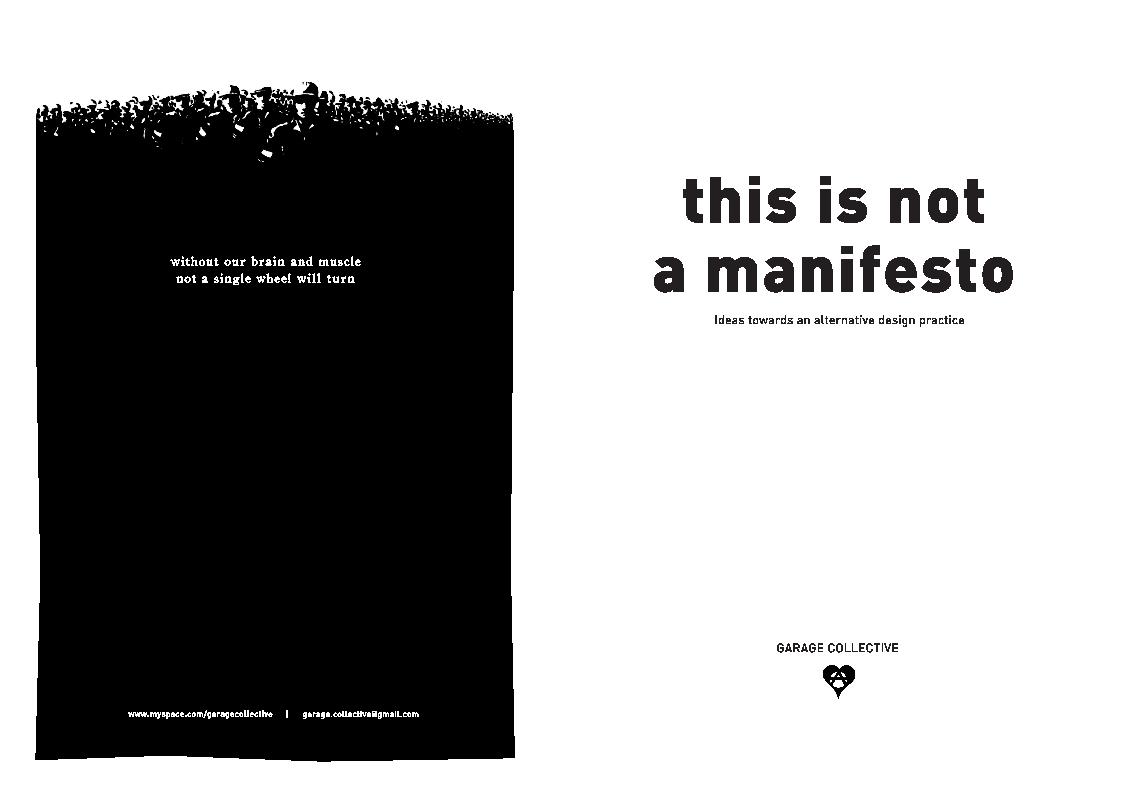 without our brain and muscle
not a single wheel will turn
www.myspace.com/garagecollective | garage.collective@gmail.com
this is not
a manifesto
Ideas towards an alternative design practice
GARAGE COLLECTIVE